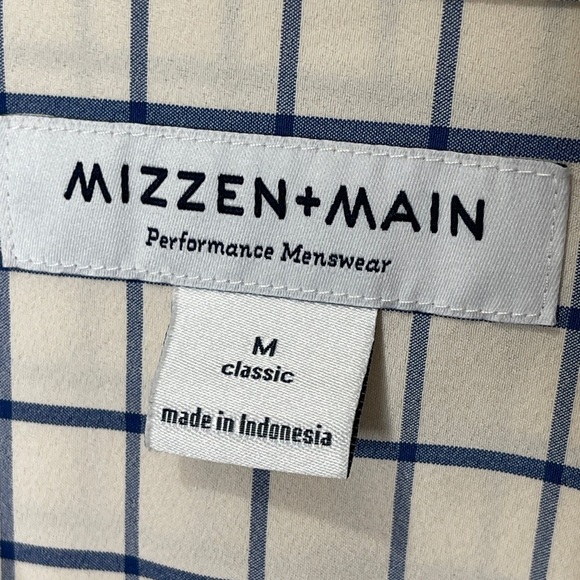 MIZZEN+MAIN
Performance Menswear
M
classic
made in Indonesia